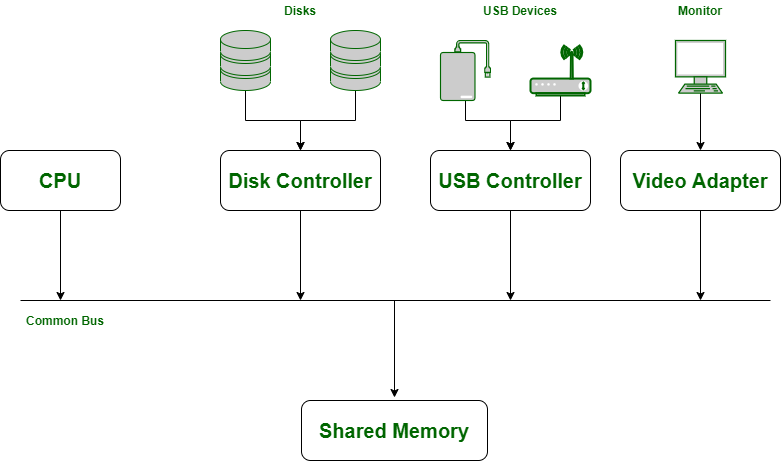 Disks
USB Devices
Monitor
CPU
Disk Controller
USB Controller
Video Adapter
Common Bus
Shared Memory